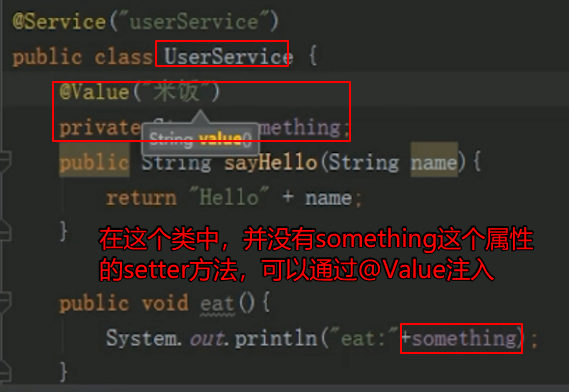 @Service("userService")
public class UserService {
@Value("米饭")
private mething;
String value()
public String sayHello(String name){
return "Hello" + name;
}
在这个类中，并没有something这个属性
的setter方法，可以通过@Value注入
public void eat(){
System.out.println("eat:"+something);
}